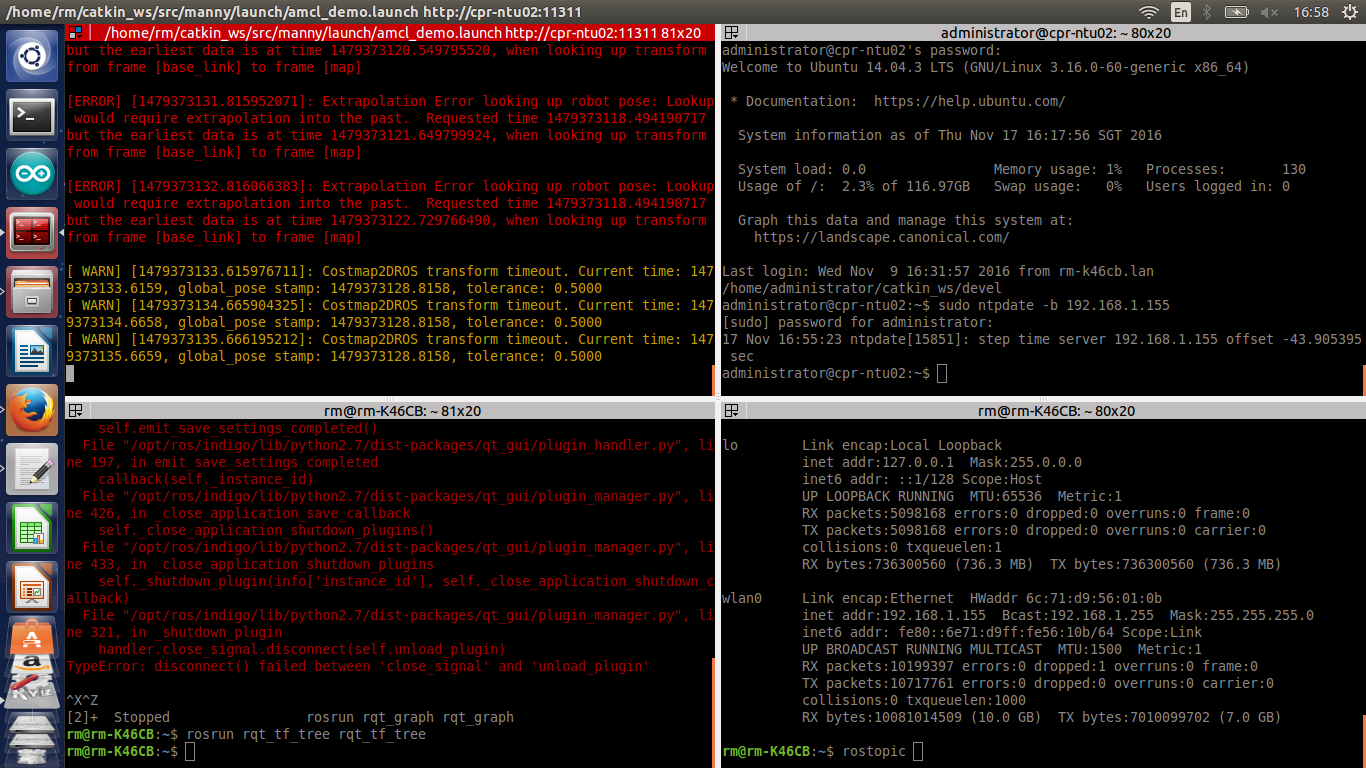 /home/rm/catkin_ws/src/manny/launch/amcl_demo.launch http://cpr-ntu02:11311
En
16:58
/home/rm/catkin_ws/src/manny/launch/amcl_demo.launch http://cpr-ntu02:11311 81x20
but the earliest data is at time 1479373120.549795520, when looking up transform
from frame [base_link] to frame [map]
[ERROR] [1479373131.815952071]: Extrapolation Error looking up robot pose: Lookup
would require extrapolation into the past.  Requested time 1479373118.494190717
but the earliest data is at time 1479373121.649799924, when looking up transform
from frame [base_link] to frame [map]
[ERROR] [1479373132.816066383]: Extrapolation Error looking up robot pose: Lookup
would require extrapolation into the past.  Requested time 1479373118.494190717
but the earliest data is at time 1479373122.729766490, when looking up transform
from frame [base_link] to frame [map]
[ WARN] [1479373133.615976711]: Costmap2DROS transform timeout. Current time: 147
9373133.6159, global_pose stamp: 1479373128.8158, tolerance: 0.5000
[ WARN] [1479373134.665904325]: Costmap2DROS transform timeout. Current time: 147
9373134.6658, global_pose stamp: 1479373128.8158, tolerance: 0.5000
[ WARN] [1479373135.666195212]: Costmap2DROS transform timeout. Current time: 147
9373135.6659, global_pose stamp: 1479373128.8158, tolerance: 0.5000
administrator@cpr-ntu02: ~ 80x20
administrator@cpr-ntu02's password:
Welcome to Ubuntu 14.04.3 LTS (GNU/Linux 3.16.0-60-generic x86_64)
* Documentation:  https://help.ubuntu.com/
System information as of Thu Nov 17 16:17:56 SGT 2016
System load: 0.0                Memory usage: 1%   Processes:       130
Usage of /:  2.3% of 116.97GB   Swap usage:   0%   Users logged in: 0
Graph this data and manage this system at:
https://landscape.canonical.com/
Last login: Wed Nov  9 16:31:57 2016 from rm-k46cb.lan
/home/administrator/catkin_ws/devel
administrator@cpr-ntu02:~$ sudo ntpdate -b 192.168.1.155
[sudo] password for administrator:
17 Nov 16:55:23 ntpdate[15851]: step time server 192.168.1.155 offset -43.905395
sec
administrator@cpr-ntu02:~$
rm@rm-K46CB: ~ 81x20
self.emit_save_settings_completed()
File "/opt/ros/indigo/lib/python2.7/dist-packages/qt_gui/plugin_handler.py", li
ne 197, in emit_save_settings_completed
callback(self._instance_id)
File "/opt/ros/indigo/lib/python2.7/dist-packages/qt_gui/plugin_manager.py", li
ne 426, in _close_application_save_callback
self._close_application_shutdown_plugins()
File "/opt/ros/indigo/lib/python2.7/dist-packages/qt_gui/plugin_manager.py", li
ne 433, in _close_application_shutdown_plugins
self._shutdown_plugin(info['instance_id'], self._close_application_shutdown_c
allback)
File "/opt/ros/indigo/lib/python2.7/dist-packages/qt_gui/plugin_manager.py", li
ne 321, in _shutdown_plugin
handler.close_signal.disconnect(self.unload_plugin)
TypeError: disconnect() failed between 'close_signal' and 'unload_plugin'
^X^Z
[2]+  Stopped                 rosrun rqt_graph rqt_graph
rm@rm-K46CB:~$ rosrun rqt_tf_tree rqt_tf_tree
rm@rm-K46CB:~$
rm@rm-K46CB: ~ 80x20
lo        Link encap:Local Loopback
inet addr:127.0.0.1  Mask:255.0.0.0
inet6 addr: ::1/128 Scope:Host
UP LOOPBACK RUNNING  MTU:65536  Metric:1
RX packets:5098168 errors:0 dropped:0 overruns:0 frame:0
TX packets:5098168 errors:0 dropped:0 overruns:0 carrier:0
collisions:0 txqueuelen:1
RX bytes:736300560 (736.3 MB)  TX bytes:736300560 (736.3 MB)
wlan0     Link encap:Ethernet  HWaddr 6c:71:d9:56:01:0b
inet addr:192.168.1.155  Bcast:192.168.1.255  Mask:255.255.255.0
inet6 addr: fe80::6e71:d9ff:fe56:10b/64 Scope:Link
UP BROADCAST RUNNING MULTICAST  MTU:1500  Metric:1
RX packets:10199397 errors:0 dropped:1 overruns:0 frame:0
TX packets:10717761 errors:0 dropped:0 overruns:0 carrier:0
collisions:0 txqueuelen:1000
RX bytes:10081014509 (10.0 GB)  TX bytes:7010099702 (7.0 GB)
rm@rm-K46CB:~$ rostopic